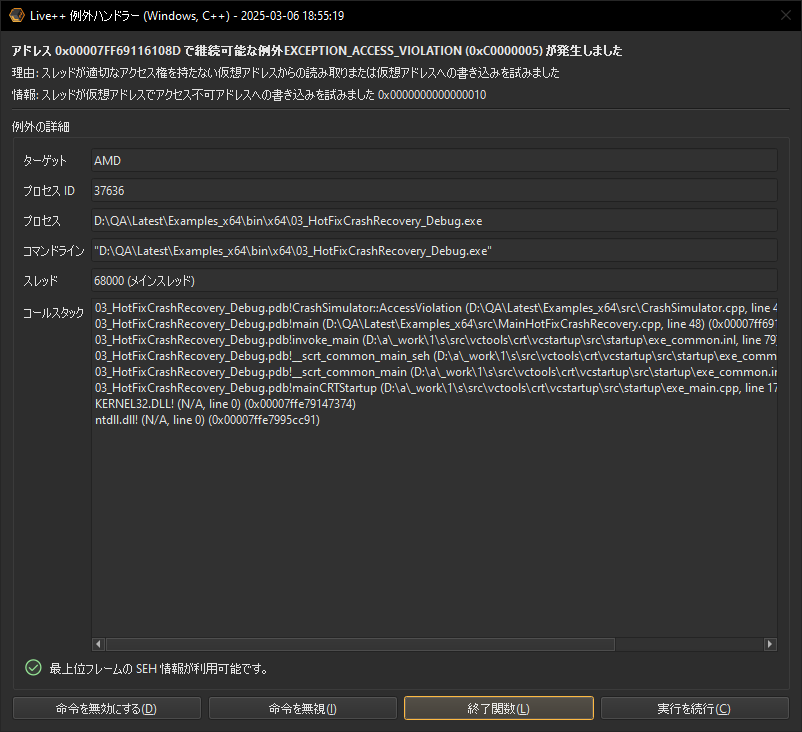 Live++ 例外ハンドラー (Windows, C++) - 2025-03-06 18:55:19
アドレス 0x00007FF69116108D で継続可能な例外EXCEPTION_ACCESS_VIOLATION (0xC0000005) が発生しました
理由: スレッドが適切なアクセス権を持たない仮想アドレスからの読み取りまたは仮想アドレスへの書き込みを試みました
情報: スレッドが仮想アドレスでアクセス不可アドレスへの書き込みを試みました 0x0000000000000010
例外の詳細
ターゲット AMD
プロセス ID 37636
プロセス D:\QA\Latest\Examples_x64\bin\x64\03_HotFixCrashRecovery_Debug.exe
コマンドライン "D:\QA\Latest\Examples_x64\bin\x64\03_HotFixCrashRecovery_Debug.exe"
スレッド 68000 (メインスレッド)
コールスタック 03_HotFixCrashRecovery_Debug.pdb!CrashSimulator::AccessViolation (D:\QA\Latest\Examples_x64\src\CrashSimulator.cpp, line 4
03_HotFixCrashRecovery_Debug.pdb!main (D:\QA\Latest\Examples_x64\src\MainHotFixCrashRecovery.cpp, line 48) (0x00007ff691
03_HotFixCrashRecovery_Debug.pdb!invoke_main (D:\a\_work\1\s\src\vctools\crt\vcstartup\src\startup\exe_common.inl, line 79)
03_HotFixCrashRecovery_Debug.pdb!__scrt_common_main_seh (D:\a\_work\1\s\src\vctools\crt\vcstartup\src\startup\exe_comm
03_HotFixCrashRecovery_Debug.pdb!__scrt_common_main (D:\a\_work\1\s\src\vctools\crt\vcstartup\src\startup\exe_common.in
03_HotFixCrashRecovery_Debug.pdb!mainCRTStartup (D:\a\_work\1\s\src\vctools\crt\vcstartup\src\startup\exe_main.cpp, line 17
KERNEL32.DLL! (N/A, line 0) (0x00007ffe79147374)
ntdll.dll! (N/A, line 0) (0x00007ffe7995cc91)
最上位フレームの SEH 情報が利用可能です。
命令を無効にする(D) 命令を無視(I) 終了関数(L) 実行を続行(C)